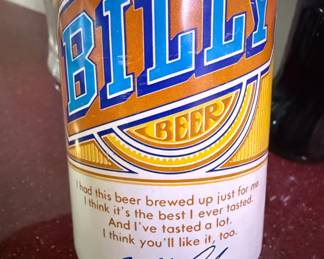 BILLY
BEER
I had this beer brewed up just for me
I think it's the best I ever tasted.
And I've tasted a lot.
I think you'll like it, too.